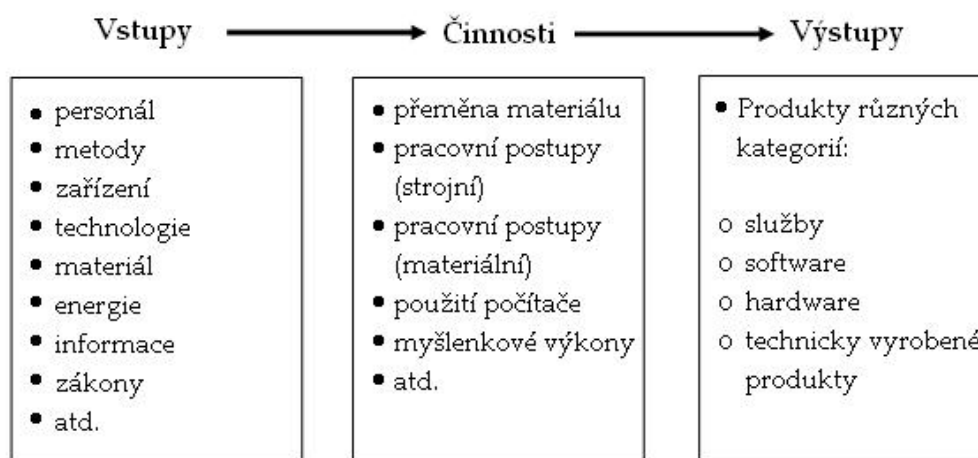 Vstupy
Činnosti
Výstupy
• personál
• metody
• zařízení
• technologie
• materiál
• energie
• informace
• zákony
• atd.
• přeměna materiálu
• pracovní postupy
(strojní)
• pracovní postupy
(materiální)
• použití počítače
• myšlenkové výkony
• atd.
• Produkty různých
kategorií:
o služby
o software
o hardware
o technicky vyrobené
produkty